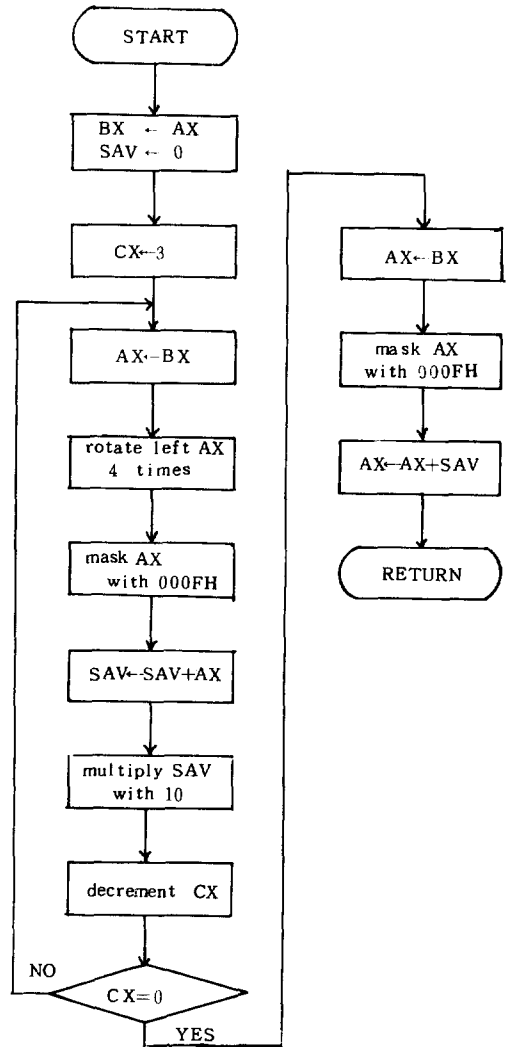 START
BX ← AX
SAV ← 0
CX←3
AX←BX
rotate left AX
4 times
mask AX
with 000FH
SAV←SAV+AX
multiply SAV
with 10
decrement CX
NO
CX=0
YES
AX←BX
mask AX
with 000FH
AX←AX+SAV
RETURN